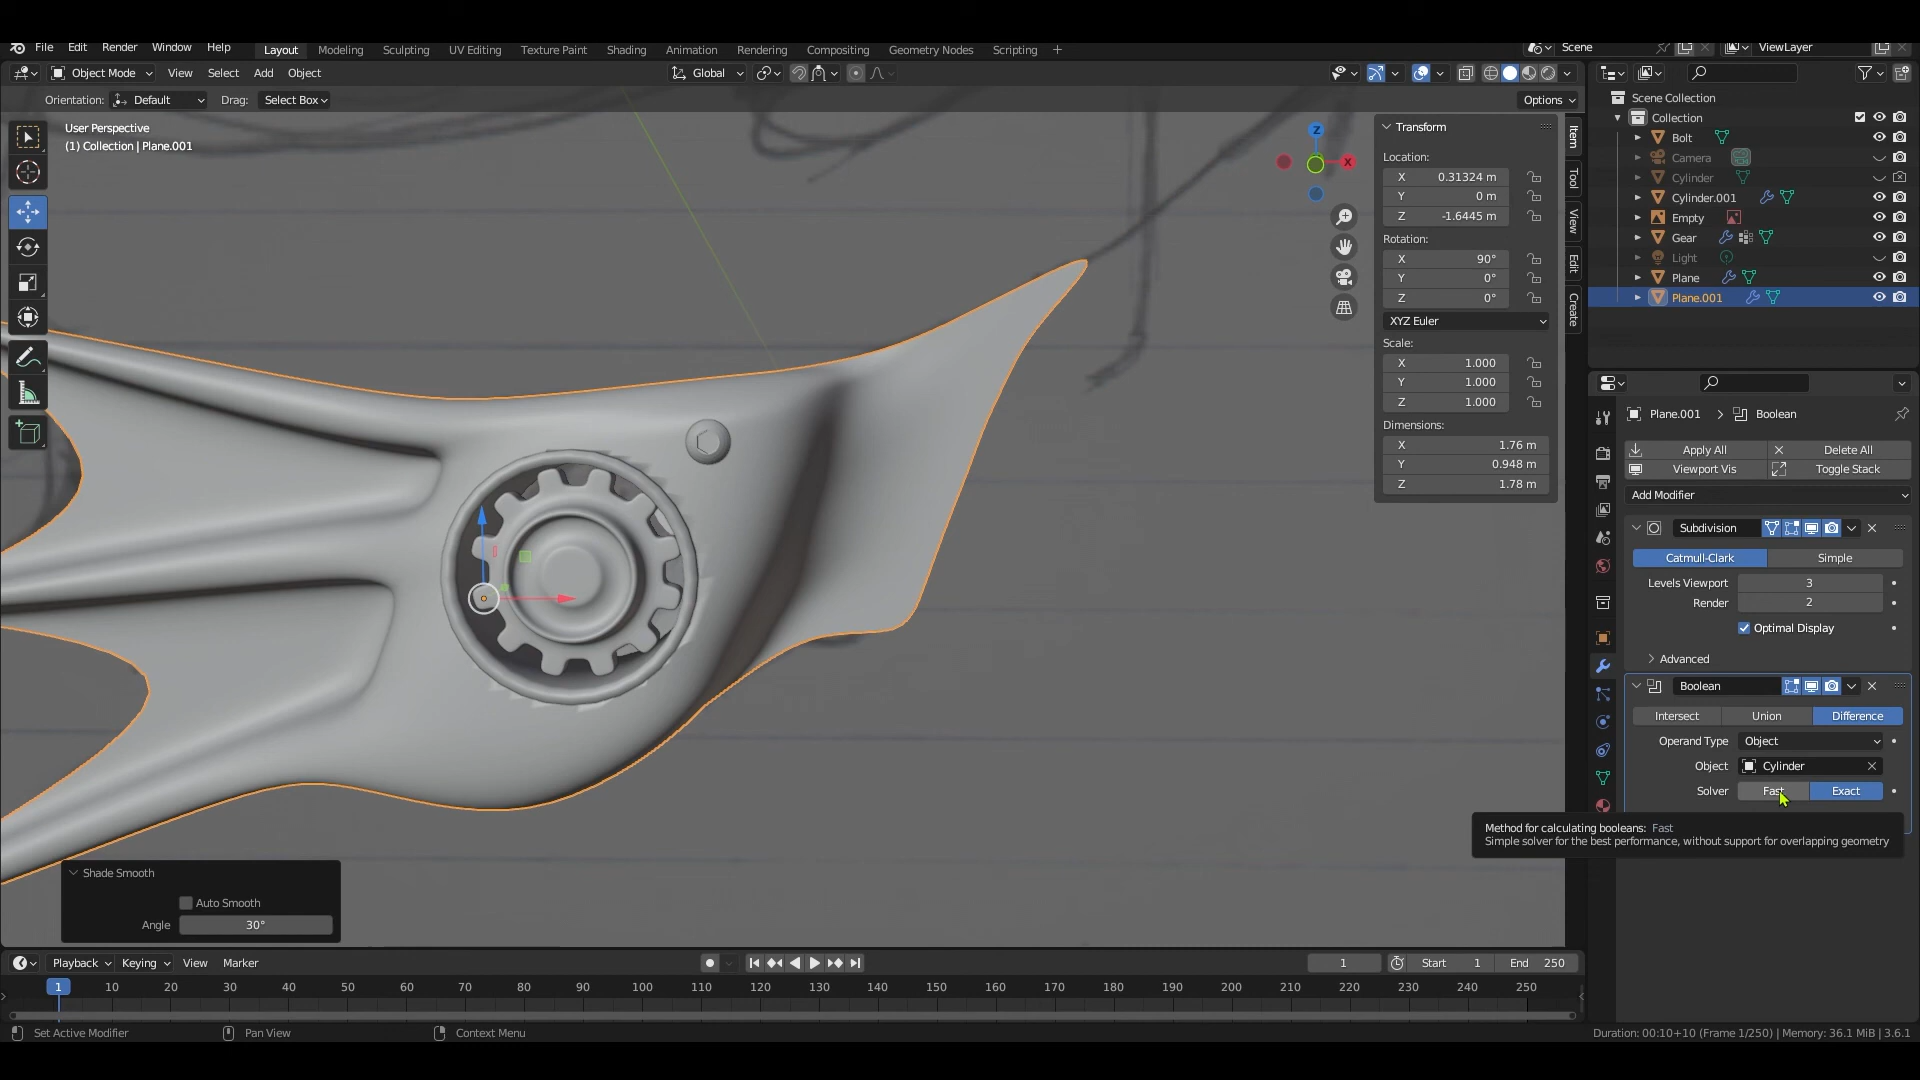 File Edit Render Window Help Layout Modeling Sculpting UV Editing Texture Paint Shading Animation Rendering Compositing Geometry Nodes Scripting + Scene ViewLayer
Object Mode View Select Add Object Global
Orientation: Default Drag: Select Box Options
User Perspective
(1) Collection | Plane.001
Z
X
Transform
Location:
X 0.31324 m
Y 0 m
Z -1.6445 m
Rotation:
X 90°
Y 0°
Z 0°
XYZ Euler
Scale:
X 1.000
Y 1.000
Z 1.000
Dimensions:
X 1.76 m
Y 0.948 m
Z 1.78 m
Item
Tool
View
Edit
Create
Scene Collection
Collection
Bolt
Camera
Cylinder
Cylinder.001
Empty
Gear
Light
Plane
Plane.001
Plane.001 > Boolean
Apply All Delete All
Viewport Vis Toggle Stack
Add Modifier
Subdivision
Catmull-Clark Simple
Levels Viewport 3
Render 2
Optimal Display
Advanced
Boolean
Intersect Union Difference
Operand Type Object
Object Cylinder
Solver Fast Exact
Method for calculating booleans: Fast
Simple solver for the best performance, without support for overlapping geometry
Shade Smooth
Auto Smooth
Angle 30°
Playback Keying View Marker 1 Start 1 End 250
1 10 20 30 40 50 60 70 80 90 100 110 120 130 140 150 160 170 180 190 200 210 220 230 240 250
Set Active Modifier Pan View Context Menu Duration: 00:10+10 (Frame 1/250) | Memory: 36.1 MiB | 3.6.1